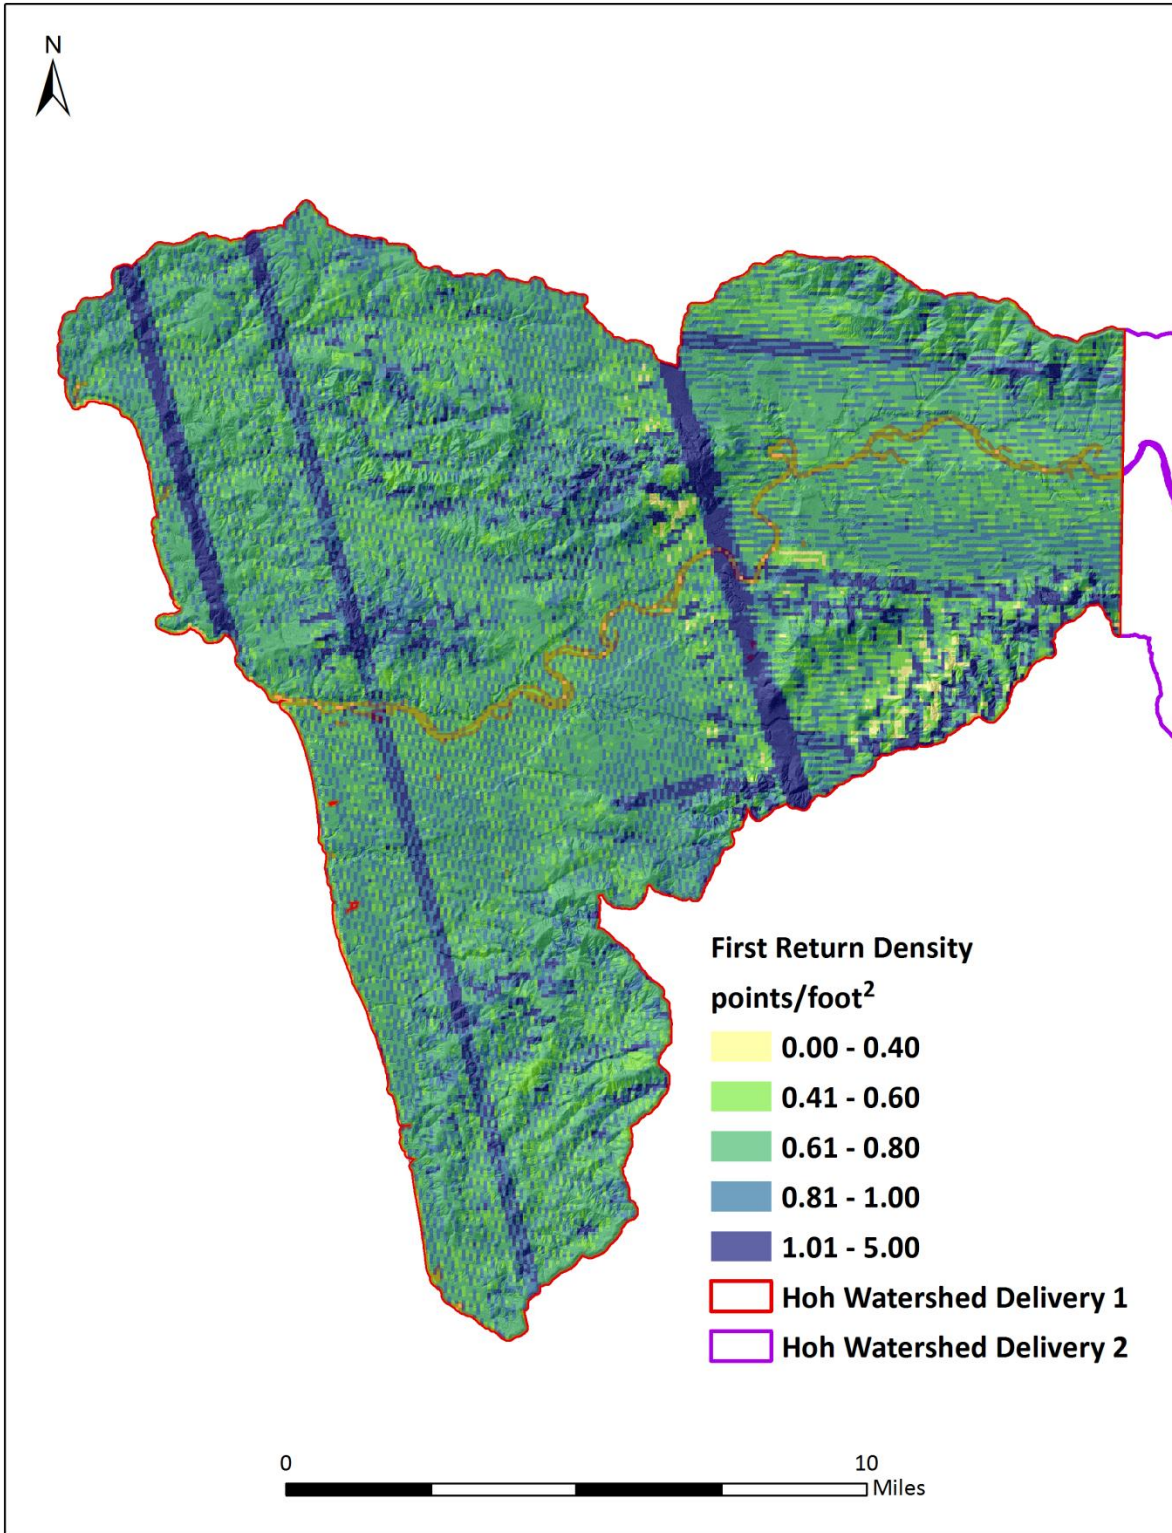 N
First Return Density
points/foot²
0.00 - 0.40
0.41 - 0.60
0.61 - 0.80
0.81 - 1.00
1.01 - 5.00
Hoh Watershed Delivery 1
Hoh Watershed Delivery 2
0 10
Miles